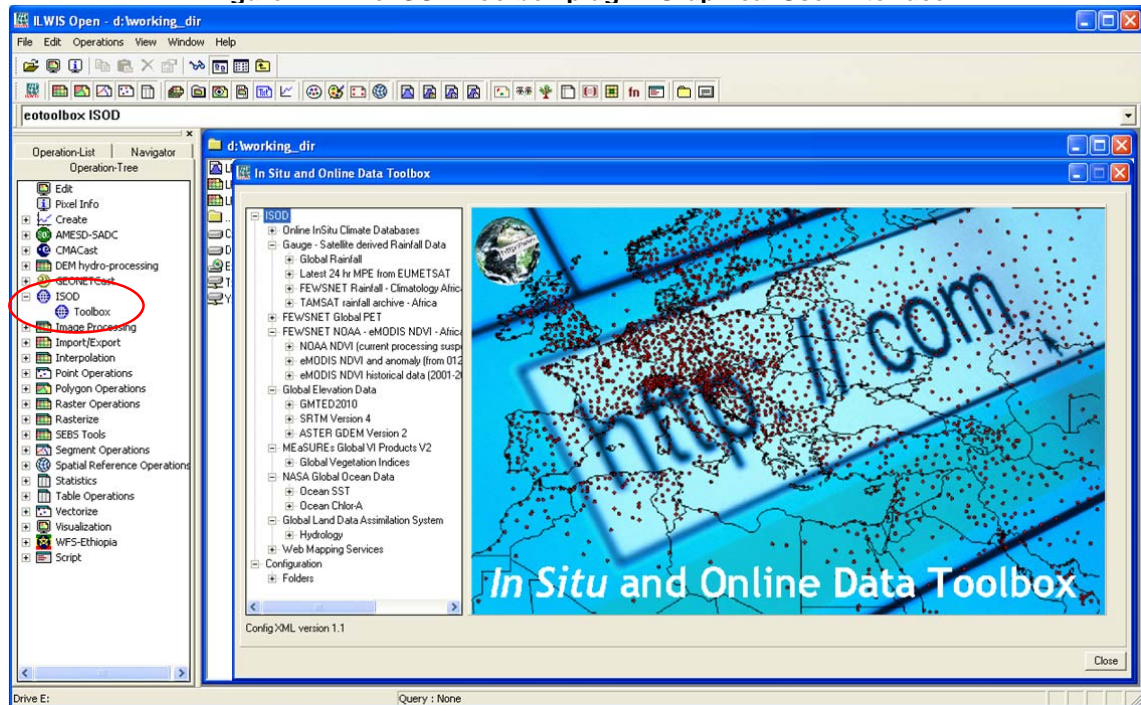 ILWIS Open - d:\working_dir
File Edit Operations View Window Help
eotoolbox ISOD
Operation-List Navigator
Operation-Tree
Edit
Pixel Info
Create
AMESD-SADC
CMACast
DEM hydro-processing
GEONETCast
ISOD
Toolbox
Image Processing
Import/Export
Interpolation
Point Operations
Polygon Operations
Raster Operations
Rasterize
SEBS Tools
Segment Operations
Spatial Reference Operations
Statistics
Table Operations
Vectorize
Visualization
WFS-Ethiopia
Script
d:\working_dir
In Situ and Online Data Toolbox
ISOD
Online InSitu Climate Databases
Gauge - Satellite derived Rainfall Data
Global Rainfall
Latest 24 hr MPE from EUMETSAT
FEWSNET Rainfall - Climatology Afric
TAMSAT rainfall archive - Africa
FEWSNET Global PET
FEWSNET NOAA - eMODIS NDVI - Africa
NOAA NDVI (current processing susp
eMODIS NDVI and anomaly (from 012
eMODIS NDVI historical data (2001-2
Global Elevation Data
GMTED2010
SRTM Version 4
ASTER GDEM Version 2
MEaSUREs Global VI Products V2
Global Vegetation Indices
NASA Global Ocean Data
Ocean SST
Ocean Chlor-A
Global Land Data Assimilation System
Hydrology
Web Mapping Services
Configuration
Folders
http://com.
In Situ and Online Data Toolbox
Config XML version 1.1
Close
Drive E: Query : None